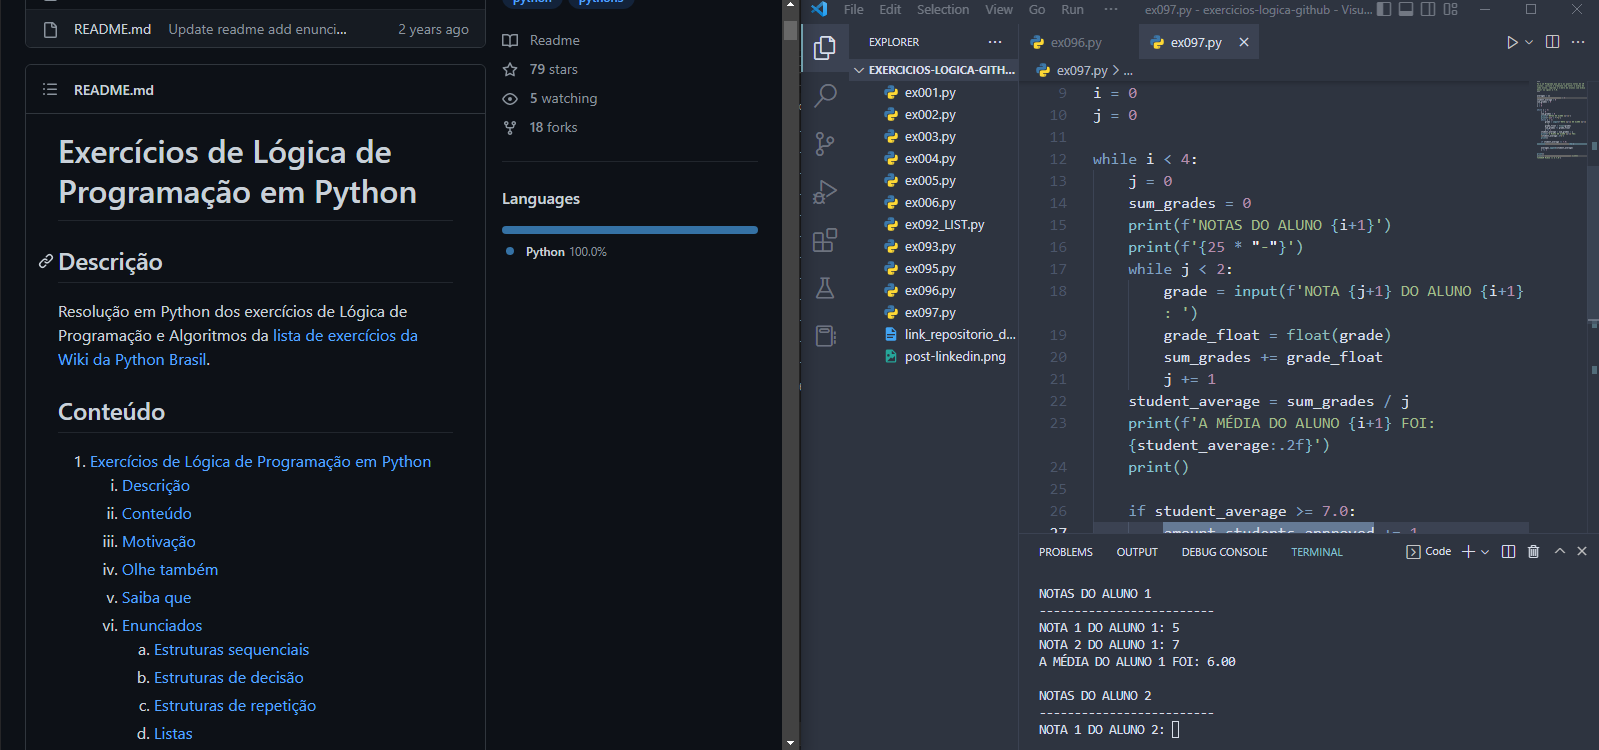 python
pythons
README.md
Update readme add enunci...
2 years ago
README.md
Exercícios de Lógica de
Programação em Python
Descrição
Resolução em Python dos exercícios de Lógica de
Programação e Algoritmos da lista de exercícios da
Wiki da Python Brasil.
Conteúdo
1. Exercícios de Lógica de Programação em Python
i. Descrição
ii. Conteúdo
iii. Motivação
iv. Olhe também
v. Saiba que
vi. Enunciados
a. Estruturas sequenciais
b. Estruturas de decisão
c. Estruturas de repetição
d. Listas
Readme
79 stars
5 watching
18 forks
Languages
Python 100.0%
File Edit Selection View Go Run ··· ex097.py - exercicios-logica-github - Visu...
EXPLORER ···
EXERCICIOS-LOGICA-GITH...
ex001.py
ex002.py
ex003.py
ex004.py
ex005.py
ex006.py
ex092_LIST.py
ex093.py
ex095.py
ex096.py
ex097.py
link_repositorio_d...
post-linkedin.png
ex096.py
ex097.py
ex097.py > ...
9 i = 0
10 j = 0
11
12 while i < 4:
13 j = 0
14 sum_grades = 0
15 print(f'NOTAS DO ALUNO {i+1}')
16 print(f'{25 * "-"}')
17 while j < 2:
18 grade = input(f'NOTA {j+1} DO ALUNO {i+1}
: ')
19 grade_float = float(grade)
20 sum_grades += grade_float
21 j += 1
22 student_average = sum_grades / j
23 print(f'A MÉDIA DO ALUNO {i+1} FOI:
{student_average:.2f}')
24 print()
25
26 if student_average >= 7.0:
27 amount_students_approved += 1
PROBLEMS OUTPUT DEBUG CONSOLE TERMINAL Code
NOTAS DO ALUNO 1
-------------------------
NOTA 1 DO ALUNO 1: 5
NOTA 2 DO ALUNO 1: 7
A MÉDIA DO ALUNO 1 FOI: 6.00
NOTAS DO ALUNO 2
-------------------------
NOTA 1 DO ALUNO 2: